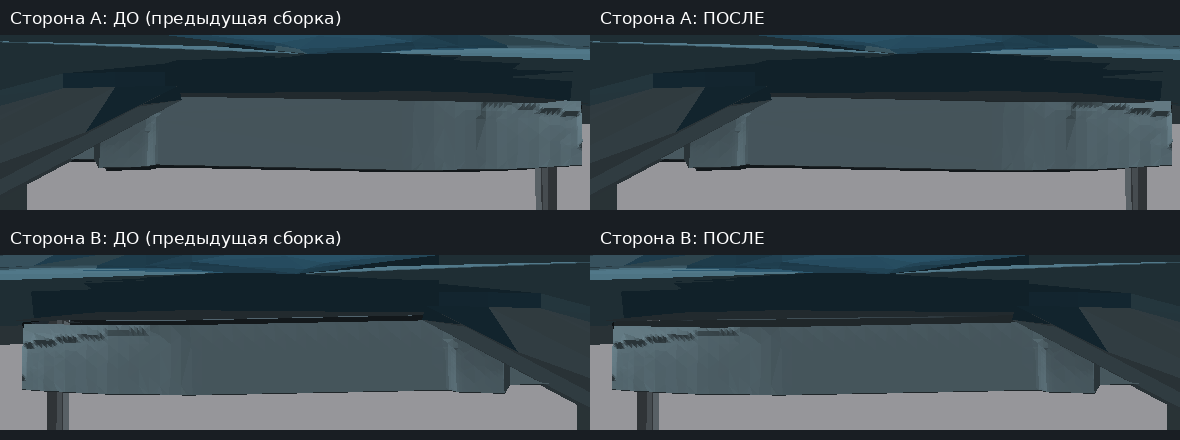 Сторона A: ДО (предыдущая сборка)
Сторона A: ПОСЛЕ
Сторона B: ДО (предыдущая сборка)
Сторона B: ПОСЛЕ